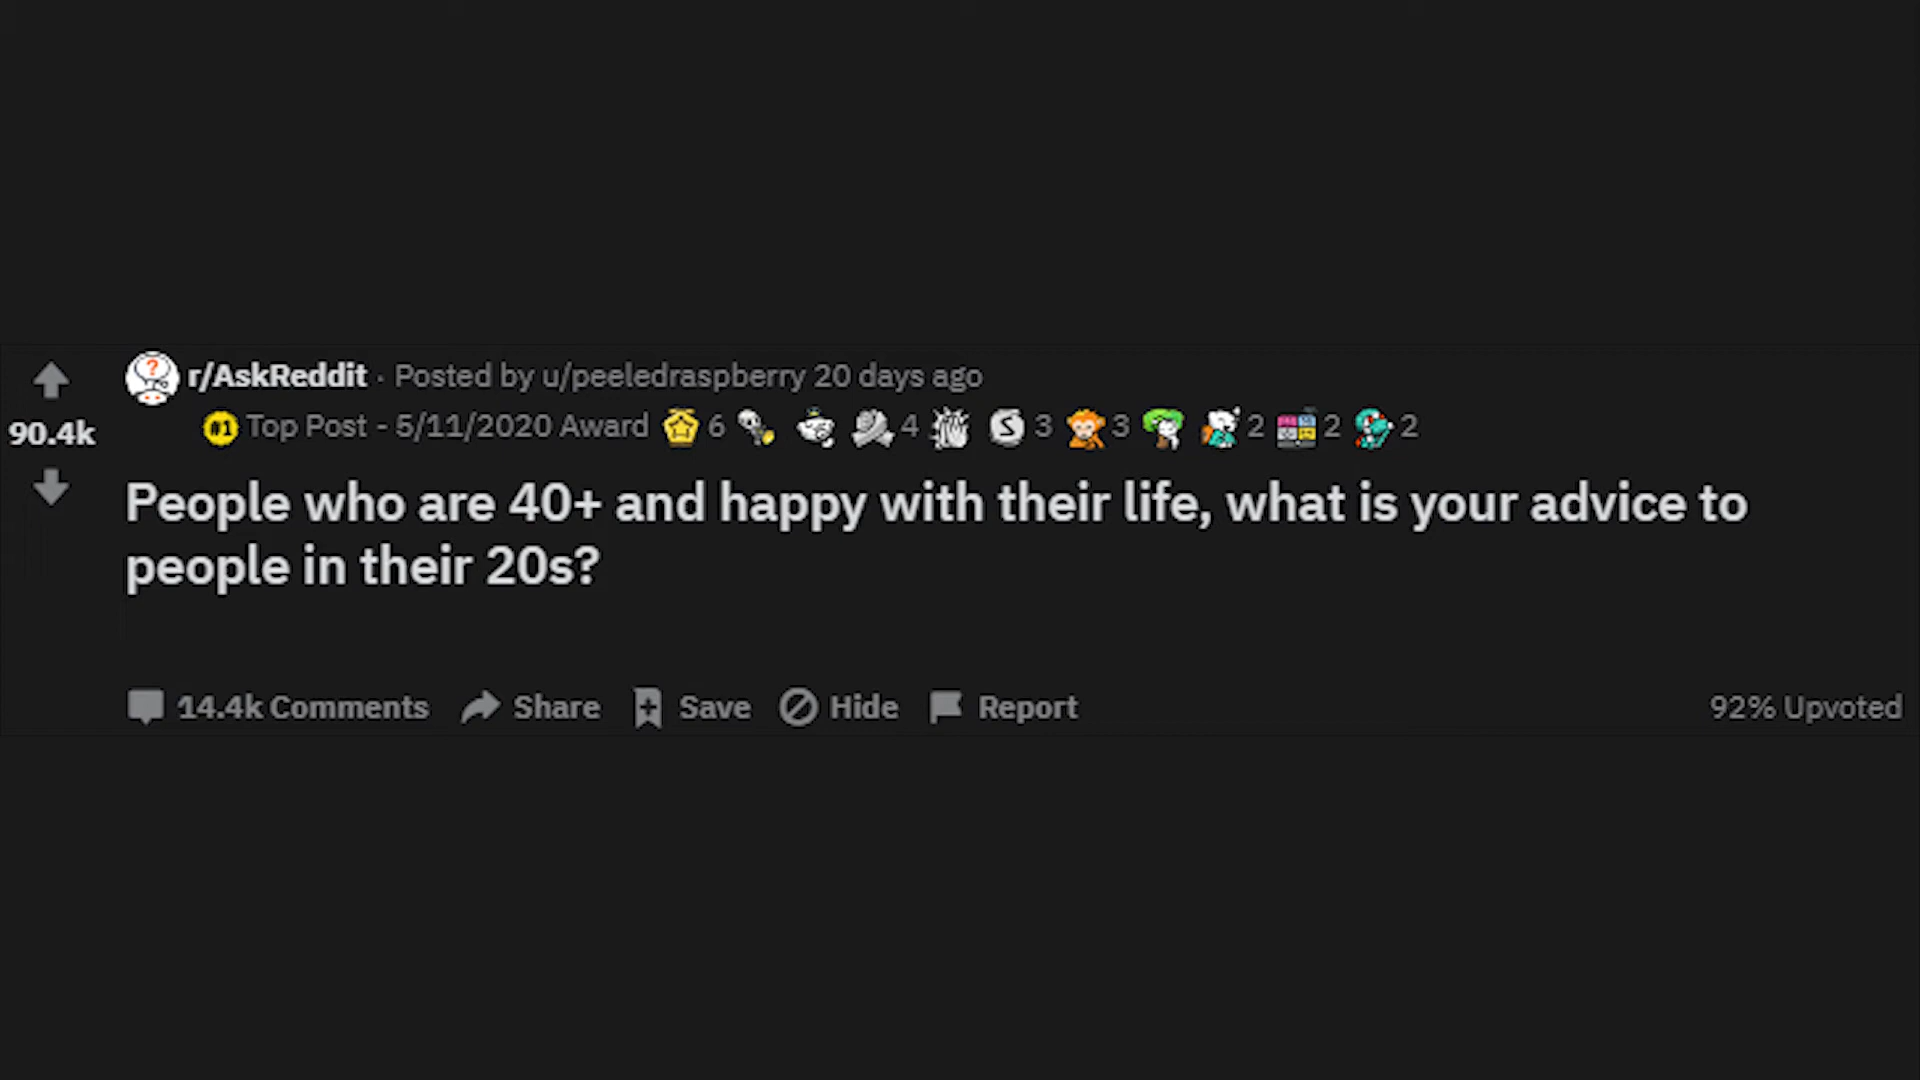 r/AskReddit · Posted by u/peeledraspberry 20 days ago
#1 Top Post - 5/11/2020 Award 6 4 S 3 3 2 2 2
90.4k
People who are 40+ and happy with their life, what is your advice to
people in their 20s?
14.4k Comments Share Save Hide Report 92% Upvoted